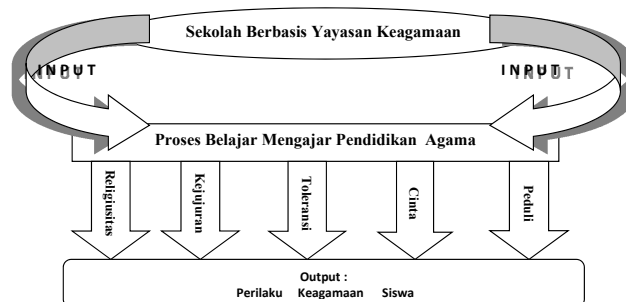 Sekolah Berbasis Yayasan Keagamaan
INPUT
INPUT
Proses Belajar Mengajar Pendidikan Agama
Religiusitas
Kejujuran
Toleransi
Cinta
Peduli
Output :
Perilaku Keagamaan Siswa